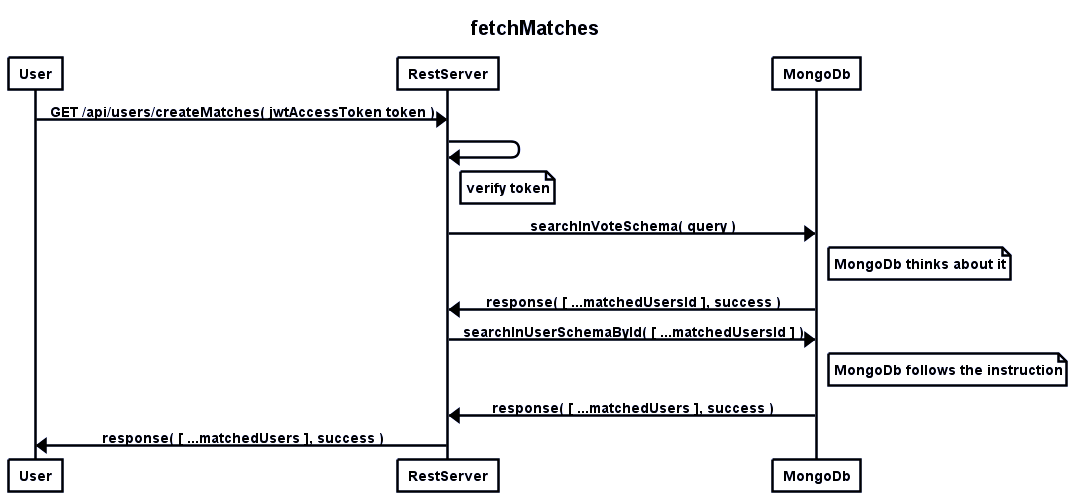 fetchMatches
User
RestServer
MongoDb
GET /api/users/createMatches( jwtAccessToken token )
verify token
searchInVoteSchema( query )
MongoDb thinks about it
response( [ ...matchedUsersId ], success )
searchInUserSchemaById( [ ...matchedUsersId ] )
MongoDb follows the instruction
response( [ ...matchedUsers ], success )
response( [ ...matchedUsers ], success )
User
RestServer
MongoDb